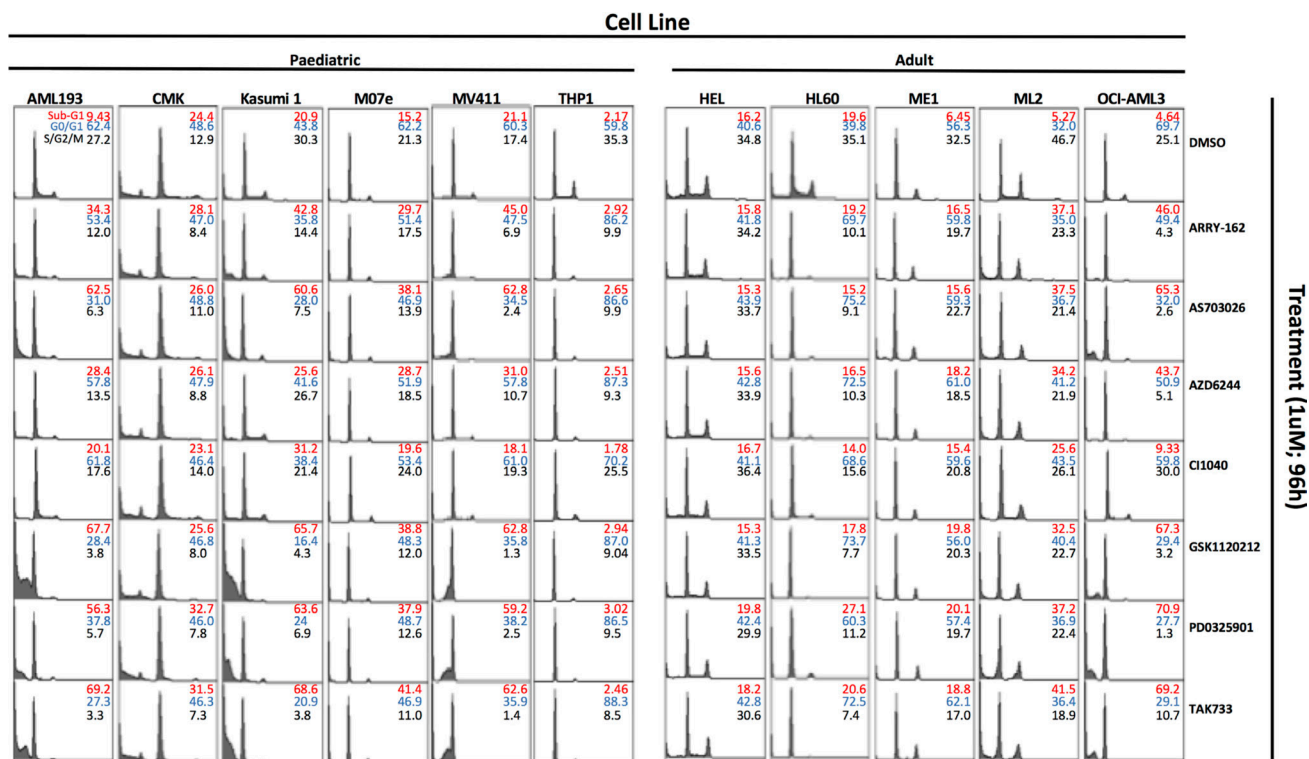 Cell Line
Paediatric Adult
AML193 CMK Kasumi 1 M07e MV411 THP1 HEL HL60 ME1 ML2 OCI-AML3
Sub-G1 9.43 24.4 20.9 15.2 21.1 2.17 16.2 19.6 6.45 5.27 4.64
G0/G1 62.4 48.6 43.8 62.2 60.3 59.8 40.6 39.8 56.3 32.0 69.7
S/G2/M 27.2 12.9 30.3 21.3 17.4 35.3 34.8 35.1 32.5 46.7 25.1
DMSO
34.3 28.1 42.8 29.7 45.0 2.92 15.8 19.2 16.5 37.1 46.0
53.4 47.0 35.8 51.4 47.5 86.2 41.8 69.7 59.8 35.0 49.4
12.0 8.4 14.4 17.5 6.9 9.9 34.2 10.1 19.7 23.3 4.3
ARRY-162
62.5 26.0 60.6 38.1 62.8 2.65 15.3 15.2 15.6 37.5 65.3
31.0 48.8 28.0 46.9 34.5 86.6 43.9 75.2 59.3 36.7 32.0
6.3 11.0 7.5 13.9 2.4 9.9 33.7 9.1 22.7 21.4 2.6
AS703026
28.4 26.1 25.6 28.7 31.0 2.51 15.6 16.5 18.2 34.2 43.7
57.8 47.9 41.6 51.9 57.8 87.3 42.8 72.5 61.0 41.2 50.9
13.5 8.8 26.7 18.5 10.7 9.3 33.9 10.3 18.5 21.9 5.1
AZD6244
20.1 23.1 31.2 19.6 18.1 1.78 16.7 14.0 15.4 25.6 9.33
61.8 46.4 38.4 53.4 61.0 70.2 41.1 68.6 59.6 43.5 59.8
17.6 14.0 21.4 24.0 19.3 25.5 36.4 15.6 20.8 26.1 30.0
CI1040
67.7 25.6 65.7 38.8 62.8 2.94 15.3 17.8 19.8 32.5 67.3
28.4 46.8 16.4 48.3 35.8 87.0 41.3 73.7 56.0 40.4 29.4
3.8 8.0 4.3 12.0 1.3 9.04 33.5 7.7 20.3 22.7 3.2
GSK1120212
56.3 32.7 63.6 37.9 59.2 3.02 19.8 27.1 20.1 37.2 70.9
37.8 46.0 24 48.7 38.2 86.5 42.4 60.3 57.4 36.9 27.7
5.7 7.8 6.9 12.6 2.5 9.5 29.9 11.2 19.7 22.4 1.3
PD0325901
69.2 31.5 68.6 41.4 62.6 2.46 18.2 20.6 18.8 41.5 69.2
27.3 46.3 20.9 46.9 35.9 88.3 42.8 72.5 62.1 36.4 29.1
3.3 7.3 3.8 11.0 1.4 8.5 30.6 7.4 17.0 18.9 10.7
TAK733
Treatment (1uM; 96h)